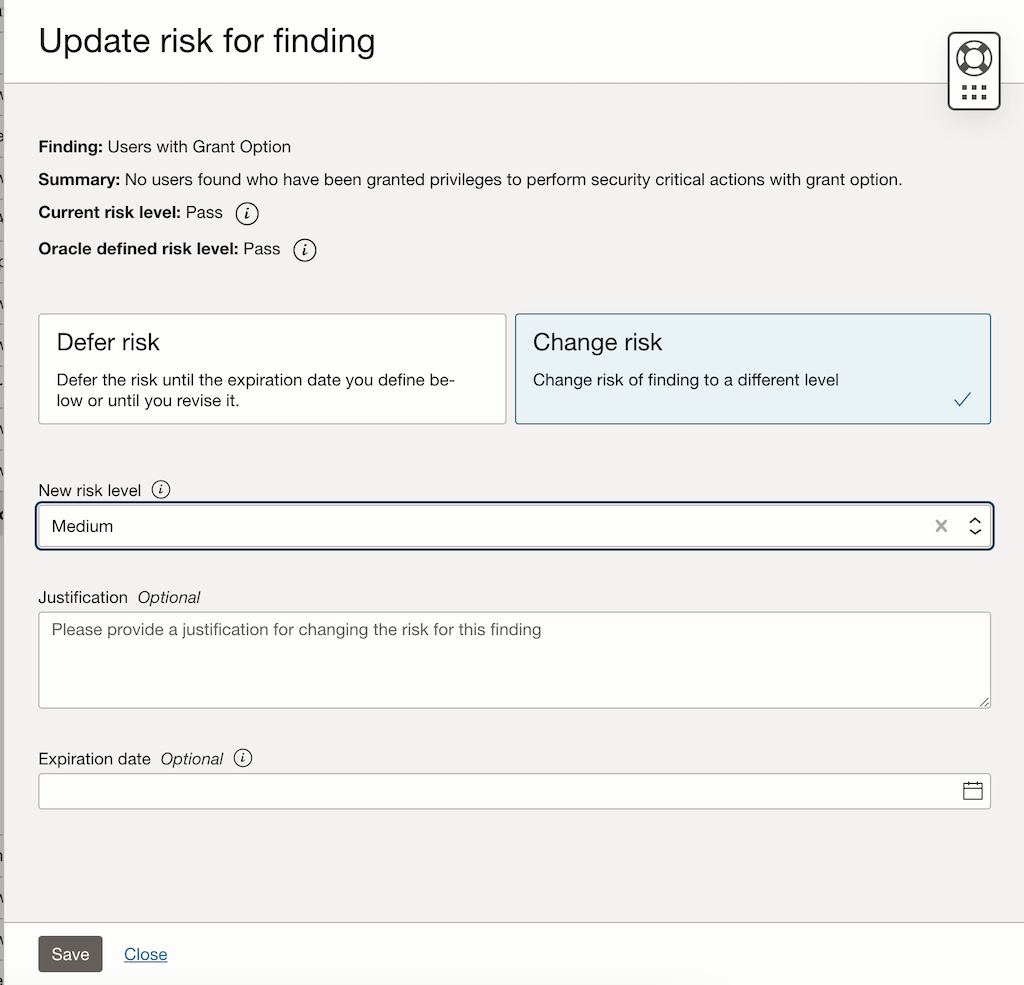 Update risk for finding
Finding: Users with Grant Option
Summary: No users found who have been granted privileges to perform security critical actions with grant option.
Current risk level: Pass
Oracle defined risk level: Pass
Defer risk
Defer the risk until the expiration date you define be-
low or until you revise it.
Change risk
Change risk of finding to a different level
New risk level
Medium
Justification Optional
Please provide a justification for changing the risk for this finding
Expiration date Optional
Save Close